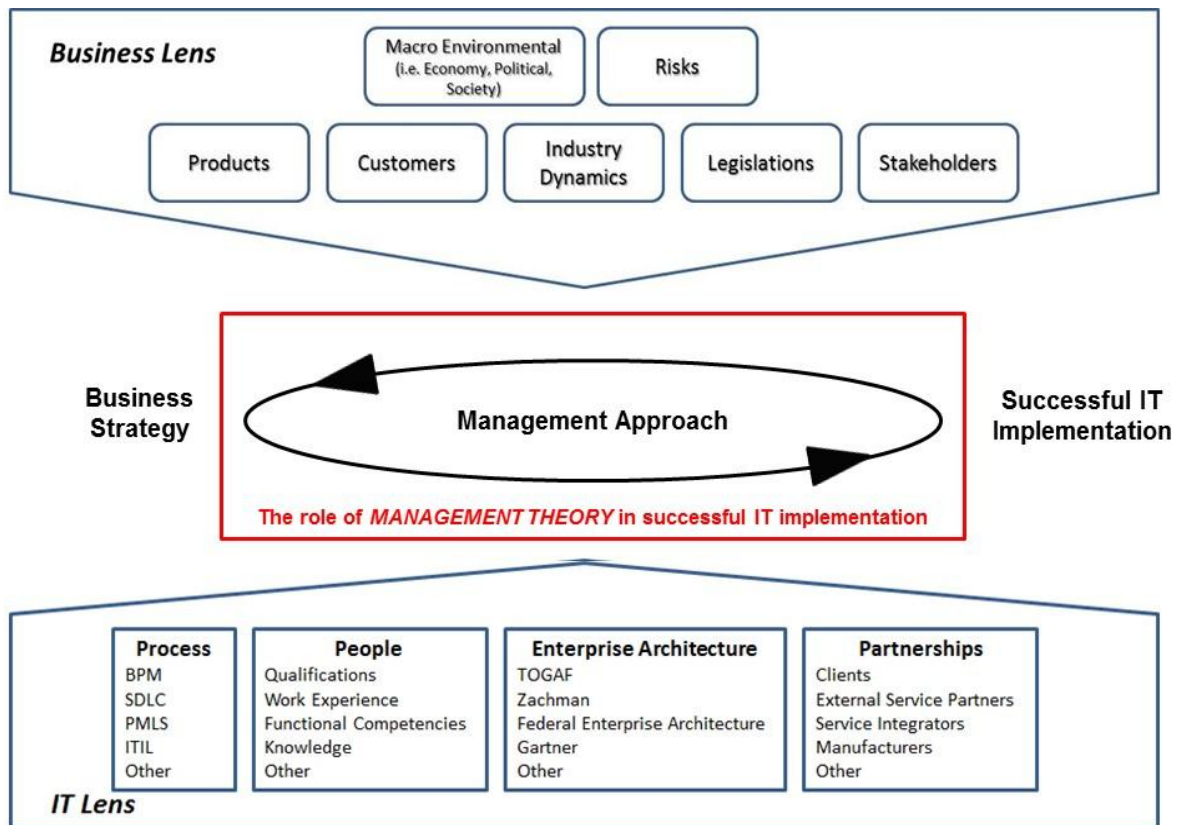 Business Lens
Macro Environmental
(i.e. Economy, Political,
Society)
Risks
Products
Customers
Industry
Dynamics
Legislations
Stakeholders
Business
Strategy
Management Approach
Successful IT
Implementation
The role of MANAGEMENT THEORY in successful IT implementation
Process
BPM
SDLC
PMLS
ITIL
Other
People
Qualifications
Work Experience
Functional Competencies
Knowledge
Other
Enterprise Architecture
TOGAF
Zachman
Federal Enterprise Architecture
Gartner
Other
Partnerships
Clients
External Service Partners
Service Integrators
Manufacturers
Other
IT Lens